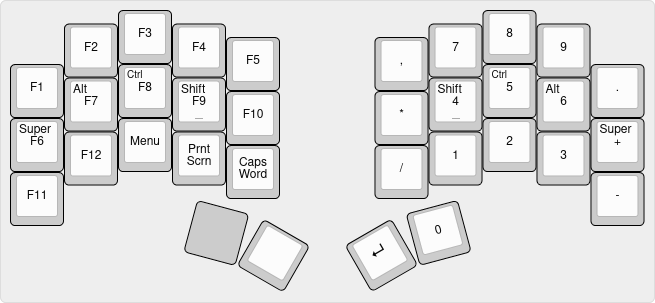 F1
Super
F6
F11
F2
Alt
F7
F12
F3
Ctrl
F8
Menu
F4
Shift
F9
_
Prnt
Scrn
F5
F10
Caps
Word
,
*
/
7
Shift
4
_
1
8
Ctrl
5
2
9
Alt
6
3
.
Super
+
-
↵
0